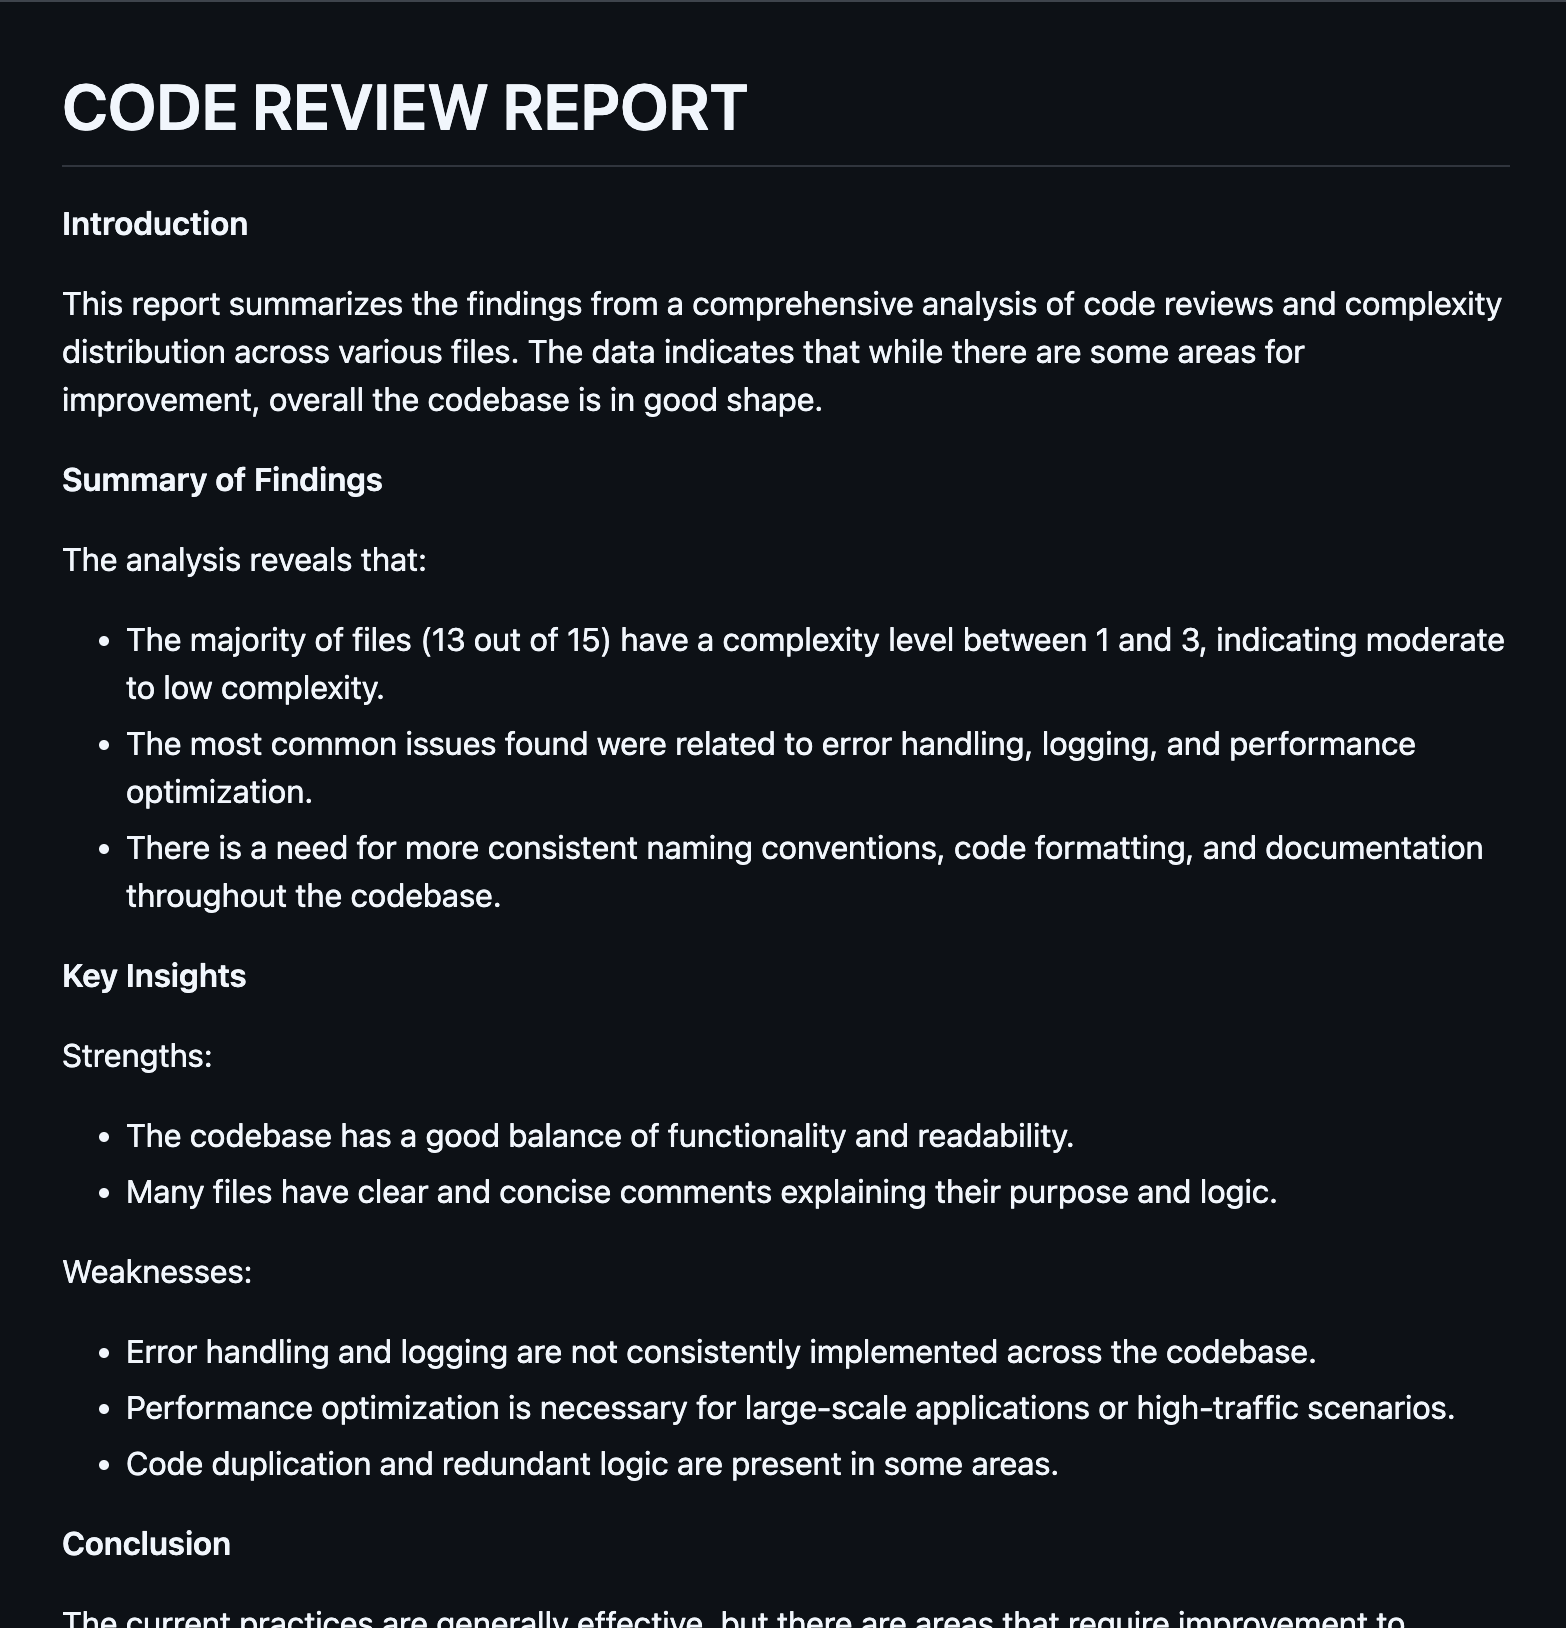 CODE REVIEW REPORT
Introduction
This report summarizes the findings from a comprehensive analysis of code reviews and complexity
distribution across various files. The data indicates that while there are some areas for
improvement, overall the codebase is in good shape.
Summary of Findings
The analysis reveals that:
• The majority of files (13 out of 15) have a complexity level between 1 and 3, indicating moderate
to low complexity.
• The most common issues found were related to error handling, logging, and performance
optimization.
• There is a need for more consistent naming conventions, code formatting, and documentation
throughout the codebase.
Key Insights
Strengths:
• The codebase has a good balance of functionality and readability.
• Many files have clear and concise comments explaining their purpose and logic.
Weaknesses:
• Error handling and logging are not consistently implemented across the codebase.
• Performance optimization is necessary for large-scale applications or high-traffic scenarios.
• Code duplication and redundant logic are present in some areas.
Conclusion
The current practices are generally effective, but there are areas that require improvement to